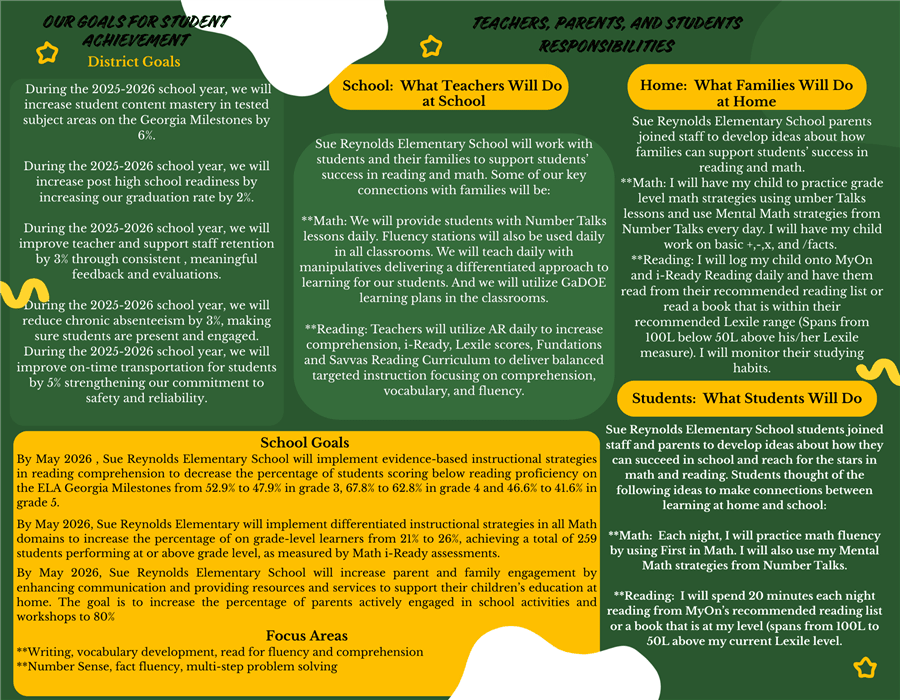 OUR GOALS FOR STUDENT
ACHIEVEMENT
District Goals
During the 2025-2026 school year, we will
increase student content mastery in tested
subject areas on the Georgia Milestones by
6%.
During the 2025-2026 school year, we will
increase post high school readiness by
increasing our graduation rate by 2%.
During the 2025-2026 school year, we will
improve teacher and support staff retention
by 3% through consistent , meaningful
feedback and evaluations.
During the 2025-2026 school year, we will
reduce chronic absenteeism by 3%, making
sure students are present and engaged.
During the 2025-2026 school year, we will
improve on-time transportation for students
by 5% strengthening our commitment to
safety and reliability.
TEACHERS, PARENTS, AND STUDENTS
RESPONSIBILITIES
School: What Teachers Will Do
at School
Sue Reynolds Elementary School will work with
students and their families to support students’
success in reading and math. Some of our key
connections with families will be:
**Math: We will provide students with Number Talks
lessons daily. Fluency stations will also be used daily
in all classrooms. We will teach daily with
manipulatives delivering a differentiated approach to
learning for our students. And we will utilize GaDOE
learning plans in the classrooms.
**Reading: Teachers will utilize AR daily to increase
comprehension, i-Ready, Lexile scores, Fundations
and Savvas Reading Curriculum to deliver balanced
targeted instruction focusing on comprehension,
vocabulary, and fluency.
Home: What Families Will Do
at Home
Sue Reynolds Elementary School parents
joined staff to develop ideas about how
families can support students’ success in
reading and math.
**Math: I will have my child to practice grade
level math strategies using umber Talks
lessons and use Mental Math strategies from
Number Talks every day. I will have my child
work on basic +,-,x, and /facts.
**Reading: I will log my child onto MyOn
and i-Ready Reading daily and have them
read from their recommended reading list or
read a book that is within their
recommended Lexile range (Spans from
100L below 50L above his/her Lexile
measure). I will monitor their studying
habits.
Students: What Students Will Do
Sue Reynolds Elementary School students joined
staff and parents to develop ideas about how they
can succeed in school and reach for the stars in
math and reading. Students thought of the
following ideas to make connections between
learning at home and school:
**Math: Each night, I will practice math fluency
by using First in Math. I will also use my Mental
Math strategies from Number Talks.
**Reading: I will spend 20 minutes each night
reading from MyOn’s recommended reading list
or a book that is at my level (spans from 100L to
50L above my current Lexile level.
School Goals
By May 2026 , Sue Reynolds Elementary School will implement evidence-based instructional strategies
in reading comprehension to decrease the percentage of students scoring below reading proficiency on
the ELA Georgia Milestones from 52.9% to 47.9% in grade 3, 67.8% to 62.8% in grade 4 and 46.6% to 41.6% in
grade 5.
By May 2026, Sue Reynolds Elementary will implement differentiated instructional strategies in all Math
domains to increase the percentage of on grade-level learners from 21% to 26%, achieving a total of 259
students performing at or above grade level, as measured by Math i-Ready assessments.
By May 2026, Sue Reynolds Elementary School will increase parent and family engagement by
enhancing communication and providing resources and services to support their children’s education at
home. The goal is to increase the percentage of parents actively engaged in school activities and
workshops to 80%
Focus Areas
**Writing, vocabulary development, read for fluency and comprehension
**Number Sense, fact fluency, multi-step problem solving